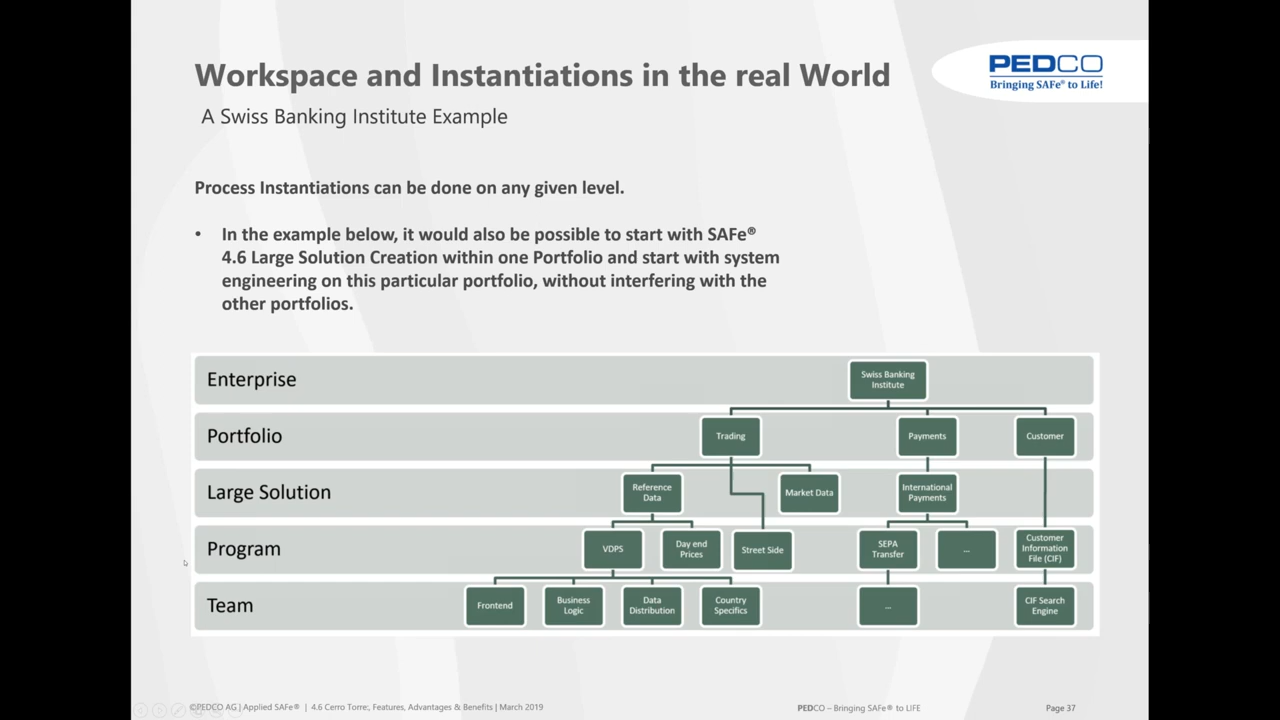 Workspace and Instantiations in the real World
A Swiss Banking Institute Example
PEDCO
Bringing SAFe® to Life!
Process Instantiations can be done on any given level.
• In the example below, it would also be possible to start with SAFe®
4.6 Large Solution Creation within one Portfolio and start with system
engineering on this particular portfolio, without interfering with the
other portfolios.
Enterprise
Swiss Banking
Institute
Portfolio
Trading
Payments
Customer
Large Solution
Reference
Data
Market Data
International
Payments
Program
VDPS
Day end
Prices
Street Side
SEPA
Transfer
...
Customer
Information
File (CIF)
Team
Frontend
Business
Logic
Data
Distribution
Country
Specifics
...
CIF Search
Engine
©PEDCO AG | Applied SAFe® | 4.6 Cerro Torre:, Features, Advantages & Benefits | March 2019
PEDCO – Bringing SAFe® to LIFE
Page 37